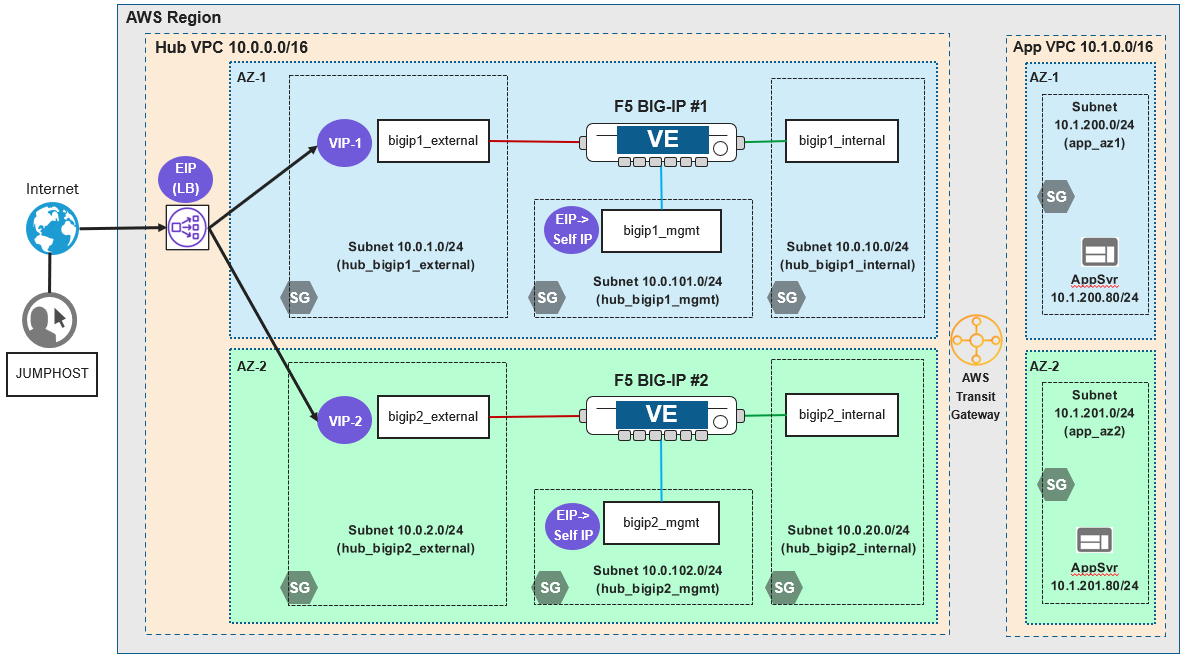 AWS Region
Hub VPC 10.0.0.0/16
App VPC 10.1.0.0/16
Internet
JUMPHOST
EIP
(LB)
AZ-1
VIP-1
bigip1_external
Subnet 10.0.1.0/24
(hub_bigip1_external)
SG
F5 BIG-IP #1
VE
EIP->
Self IP
bigip1_mgmt
Subnet 10.0.101.0/24
(hub_bigip1_mgmt)
SG
bigip1_internal
Subnet 10.0.10.0/24
(hub_bigip1_internal)
SG
AZ-2
VIP-2
bigip2_external
Subnet 10.0.2.0/24
(hub_bigip2_external)
SG
F5 BIG-IP #2
VE
EIP->
Self IP
bigip2_mgmt
Subnet 10.0.102.0/24
(hub_bigip2_mgmt)
SG
bigip2_internal
Subnet 10.0.20.0/24
(hub_bigip2_internal)
SG
AWS
Transit
Gateway
AZ-1
Subnet
10.1.200.0/24
(app_az1)
SG
AppSvr
10.1.200.80/24
AZ-2
Subnet
10.1.201.0/24
(app_az2)
SG
AppSvr
10.1.201.80/24